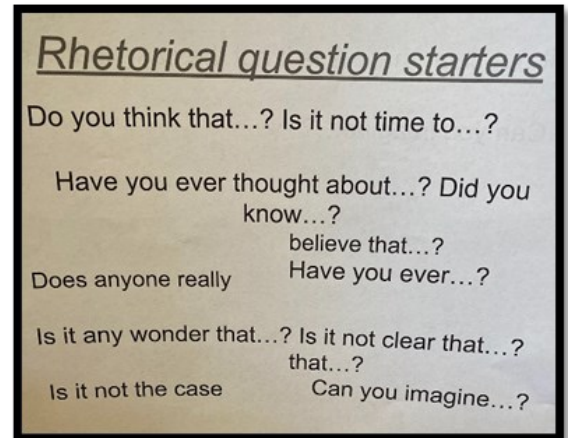 Rhetorical question starters
Do you think that...? Is it not time to...?
Have you ever thought about...? Did you
know...?
believe that...?
Does anyone really
Have you ever...?
Is it any wonder that...? Is it not clear that...?
that...?
Is it not the case
Can you imagine...?